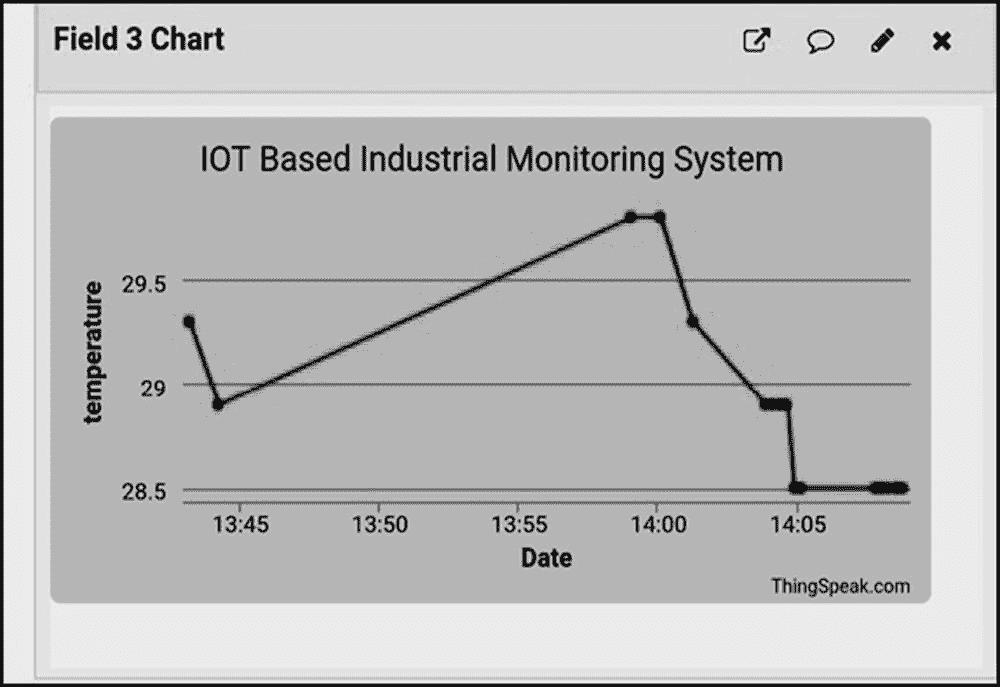 Field 3 Chart
IOT Based Industrial Monitoring System
temperature
29.5
29
28.5
13:45 13:50 13:55 14:00 14:05
Date
ThingSpeak.com